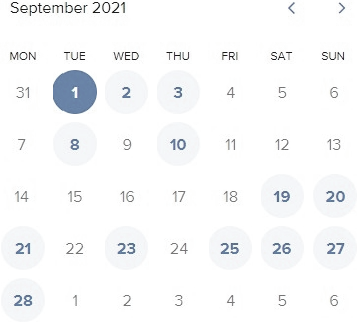 September 2021
MON TUE WED THU FRI SAT SUN
31 1 2 3 4 5 6
7 8 9 10 11 12 13
14 15 16 17 18 19 20
21 22 23 24 25 26 27
28 1 2 3 4 5 6